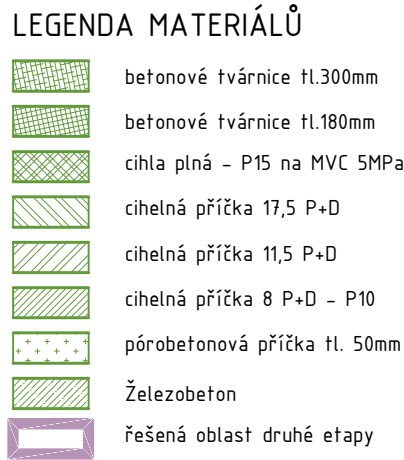 LEGENDA MATERIÁLŮ
betonové tvárnice tl.300mm
betonové tvárnice tl.180mm
cihla plná - P15 na MVC 5MPa
cihelná příčka 17,5 P+D
cihelná příčka 11,5 P+D
cihelná příčka 8 P+D - P10
pórobetonová příčka tl. 50mm
Železobeton
řešená oblast druhé etapy